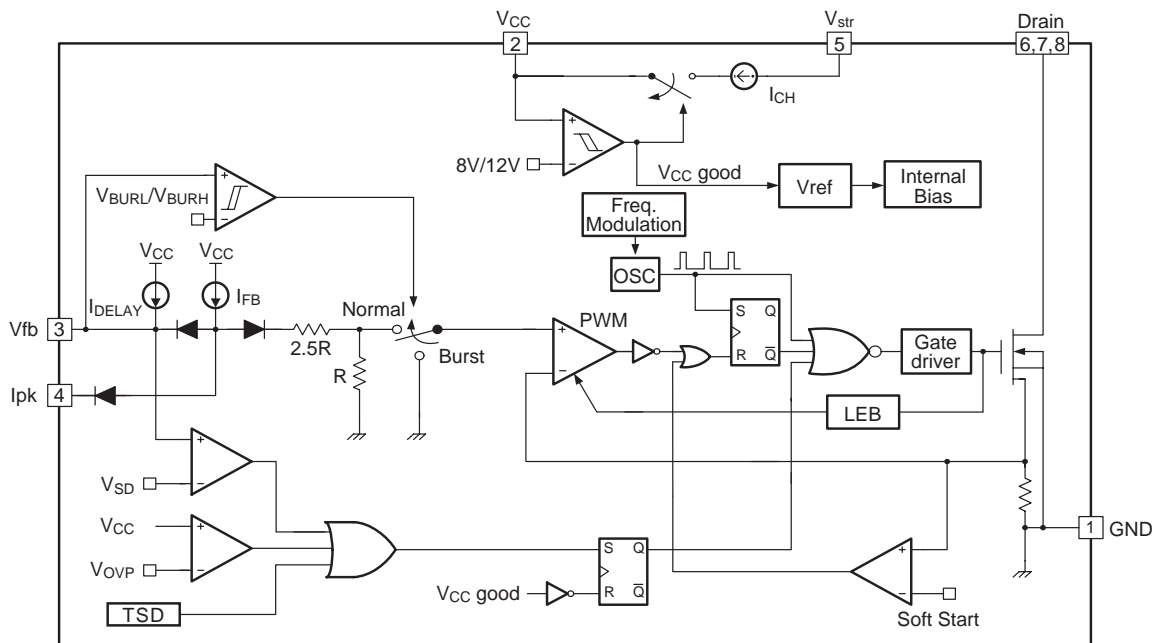 VCC
Vstr
Drain
2
5
6,7,8
ICH
+
−
8V/12V
VCC good
Vref
Internal
Bias
VBURL/VBURH
+
−
Freq.
Modulation
OSC
VCC
VCC
IDELAY
IFB
Vfb
3
2.5R
R
Normal
Burst
Ipk
4
PWM
+
−
S
Q
R
Q̅
Gate
driver
LEB
+
−
VSD
VCC
+
VOVP
−
TSD
S
Q
R
Q̅
VCC good
+
−
Soft Start
1
GND